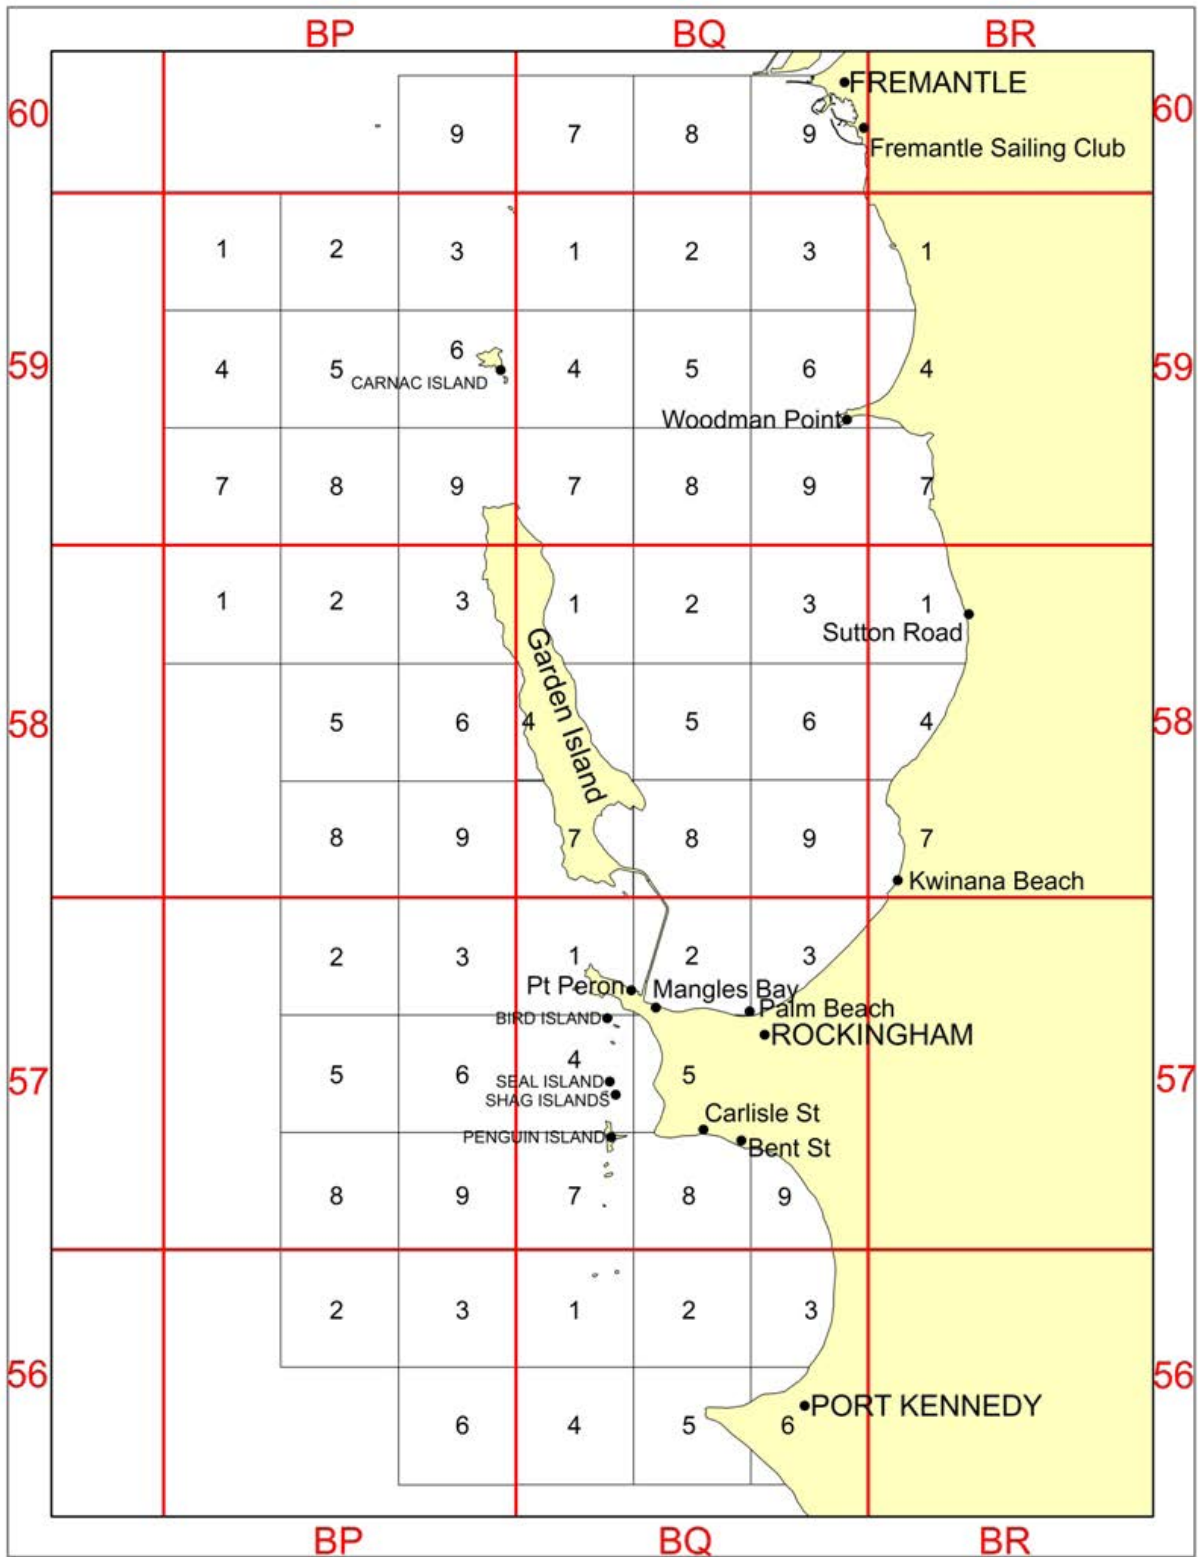 BP BQ BR
FREMANTLE
60 60
9 7 8 9
Fremantle Sailing Club
1 2 3 1 2 3 1
6
59 4 5 4 5 6 4 59
CARNAC ISLAND
Woodman Point
7 8 9 7 8 9 7
1 2 3 1 2 3 1
Sutton Road
Garden Island
58 5 6 4 5 6 4 58
8 9 7 8 9 7
Kwinana Beach
2 3 1 2 3
Pt Peron Mangles Bay
Palm Beach
BIRD ISLAND
ROCKINGHAM
4
57 5 6 5 57
SEAL ISLAND
SHAG ISLANDS
Carlisle St
PENGUIN ISLAND
Bent St
8 9 7 8 9
2 3 1 2 3
56 56
PORT KENNEDY
6 4 5 6
BP BQ BR